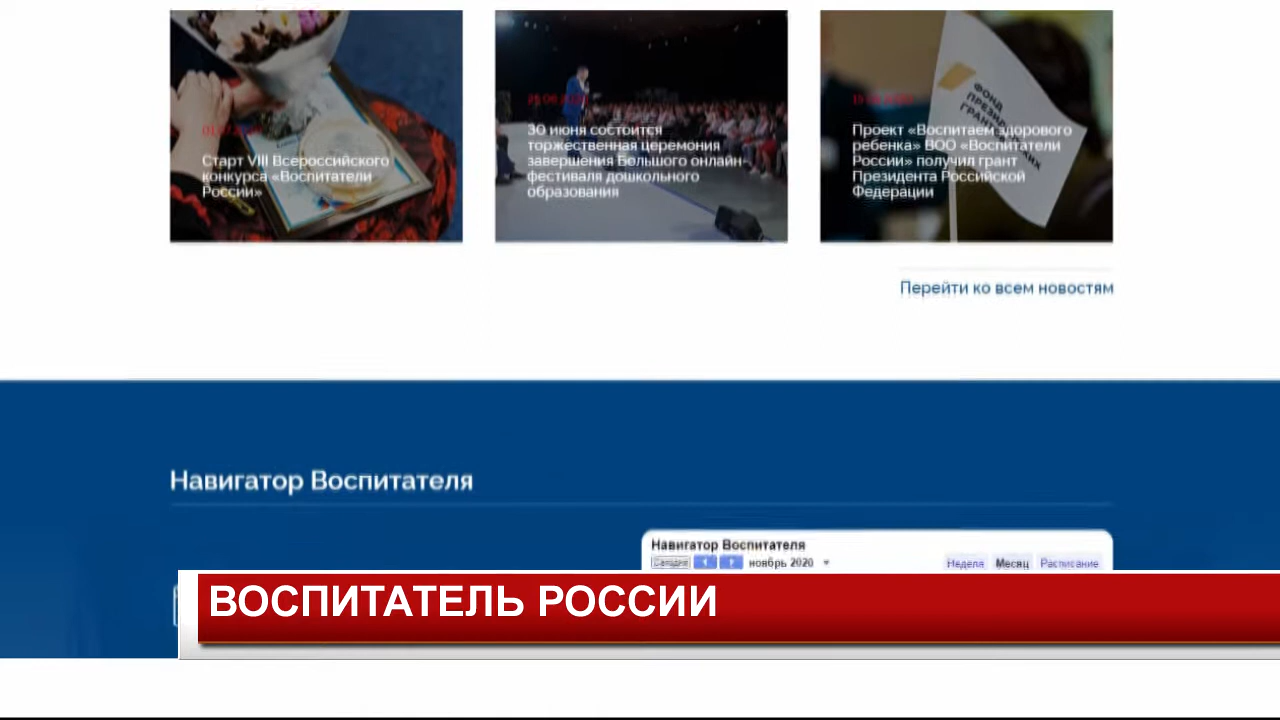 Старт VIII Всероссийского
конкурса «Воспитатели
России»
30 июня состоится
торжественная церемония
завершения Большого онлайн-
фестиваля дошкольного
образования
Проект «Воспитаем здорового
ребенка» ВОО «Воспитатели
России» получил грант
Президента Российской
Федерации
ФОНД
Перейти ко всем новостям
Навигатор Воспитателя
Навигатор Воспитателя
Сегодня ноябрь 2020 Неделя Месяц Расписание
ВОСПИТАТЕЛЬ РОССИИ